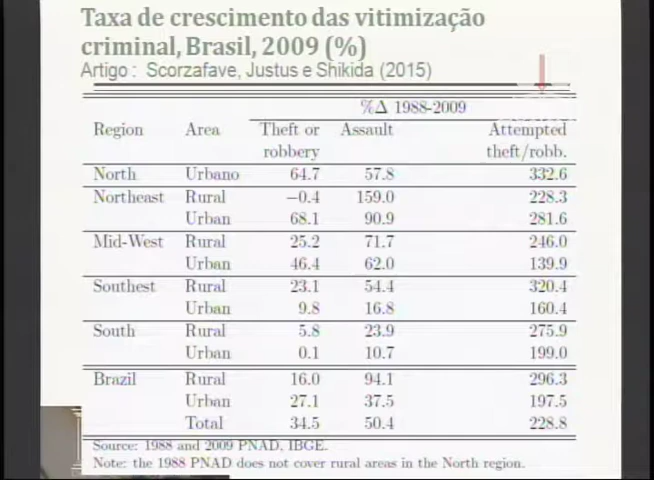 Taxa de crescimento das vitimização
criminal, Brasil, 2009 (%)
Artigo : Scorzafave, Justus e Shikida (2015)
%Δ 1988-2009
Region Area Theft or Assault Attempted
robbery theft/robb.
North Urbano 64.7 57.8 332.6
Northeast Rural −0.4 159.0 228.3
Urban 68.1 90.9 281.6
Mid-West Rural 25.2 71.7 246.0
Urban 46.4 62.0 139.9
Southest Rural 23.1 54.4 320.4
Urban 9.8 16.8 160.4
South Rural 5.8 23.9 275.9
Urban 0.1 10.7 199.0
Brazil Rural 16.0 94.1 296.3
Urban 27.1 37.5 197.5
Total 34.5 50.4 228.8
Source: 1988 and 2009 PNAD, IBGE.
Note: the 1988 PNAD does not cover rural areas in the North region.